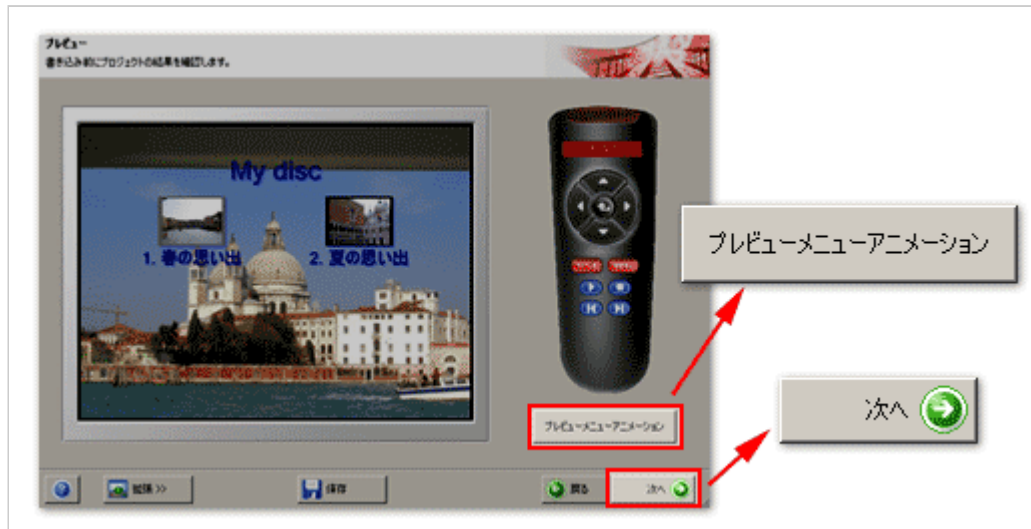 プレビュー
書き込み前にプロジェクトの結果を確認します。
My disc
1. 春の思い出
2. 夏の思い出
プレビューメニューアニメーション
プレビューメニューアニメーション
次へ
拡張 >>
保存
戻る
次へ